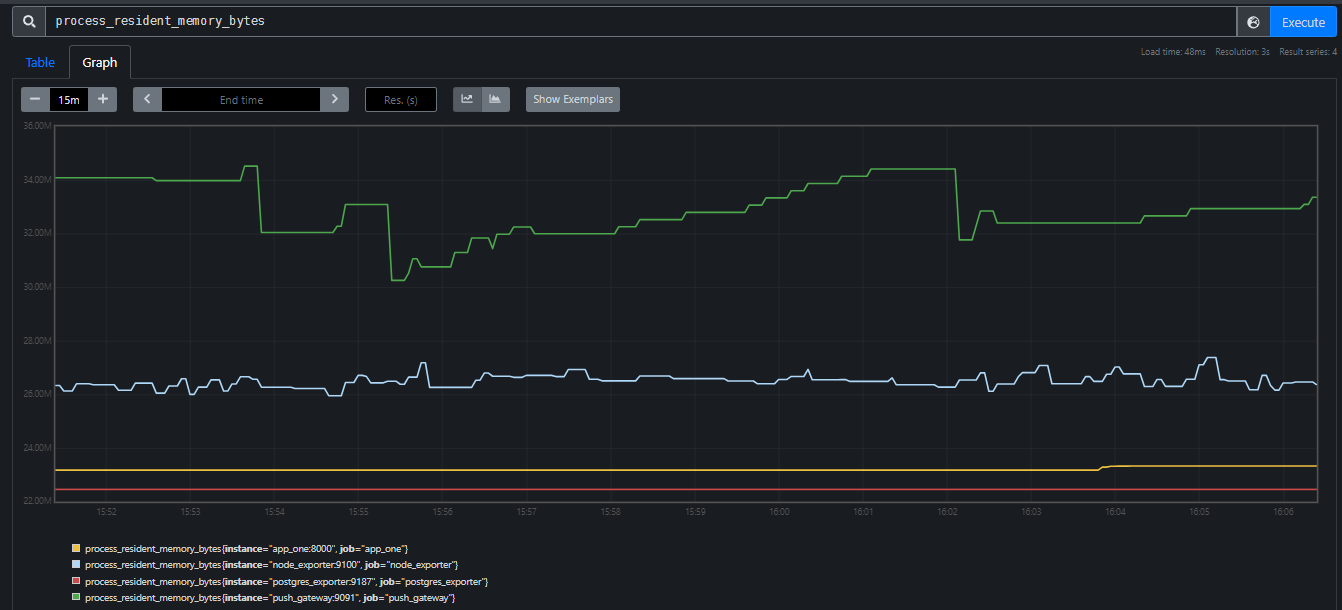 process_resident_memory_bytes
Execute
Load time: 48ms Resolution: 3s Result series: 4
Table Graph
15m End time Res. (s) Show Exemplars
36.00M
34.00M
32.00M
30.00M
28.00M
26.00M
24.00M
22.00M
15:52 15:53 15:54 15:55 15:56 15:57 15:58 15:59 16:00 16:01 16:02 16:03 16:04 16:05 16:06
process_resident_memory_bytes{instance="app_one:8000", job="app_one"}
process_resident_memory_bytes{instance="node_exporter:9100", job="node_exporter"}
process_resident_memory_bytes{instance="postgres_exporter:9187", job="postgres_exporter"}
process_resident_memory_bytes{instance="push_gateway:9091", job="push_gateway"}